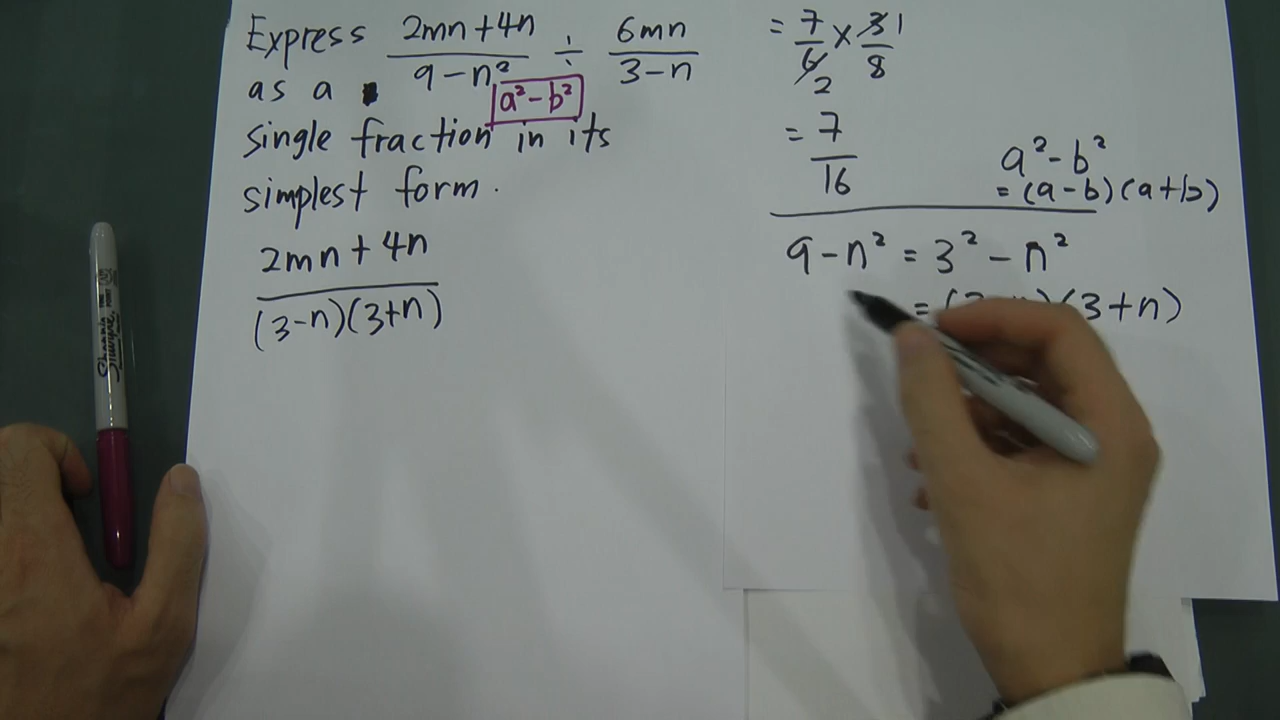 Express (2mn+4n)/(9-n²) ÷ (6mn)/(3-n)
as a
a²-b²
single fraction in its
simplest form.
(2mn+4n)/((3-n)(3+n))
= 7/6 × 3/8 1
2
= 7/16
a²-b²
= (a-b)(a+b)
9-n² = 3²-n²
= (3-n)(3+n)
Sharpie